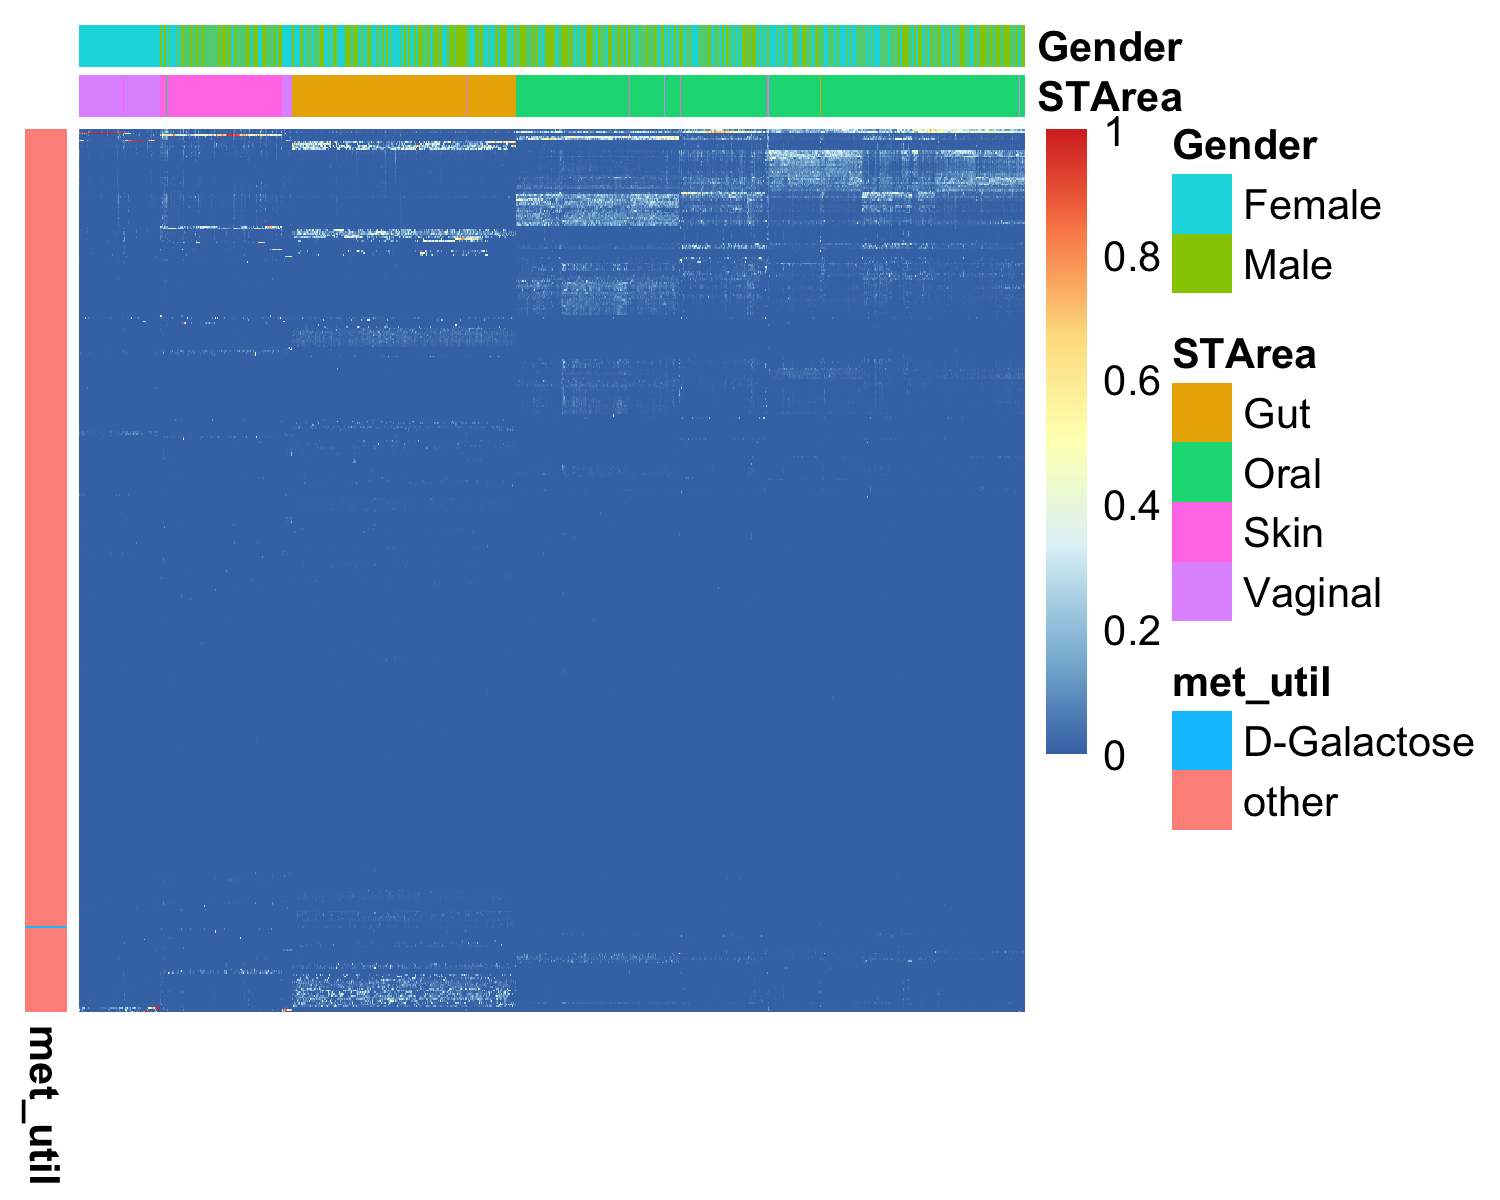 Gender
STArea
1
0.8
0.6
0.4
0.2
0
Gender
Female
Male
STArea
Gut
Oral
Skin
Vaginal
met_util
D-Galactose
other
met_util